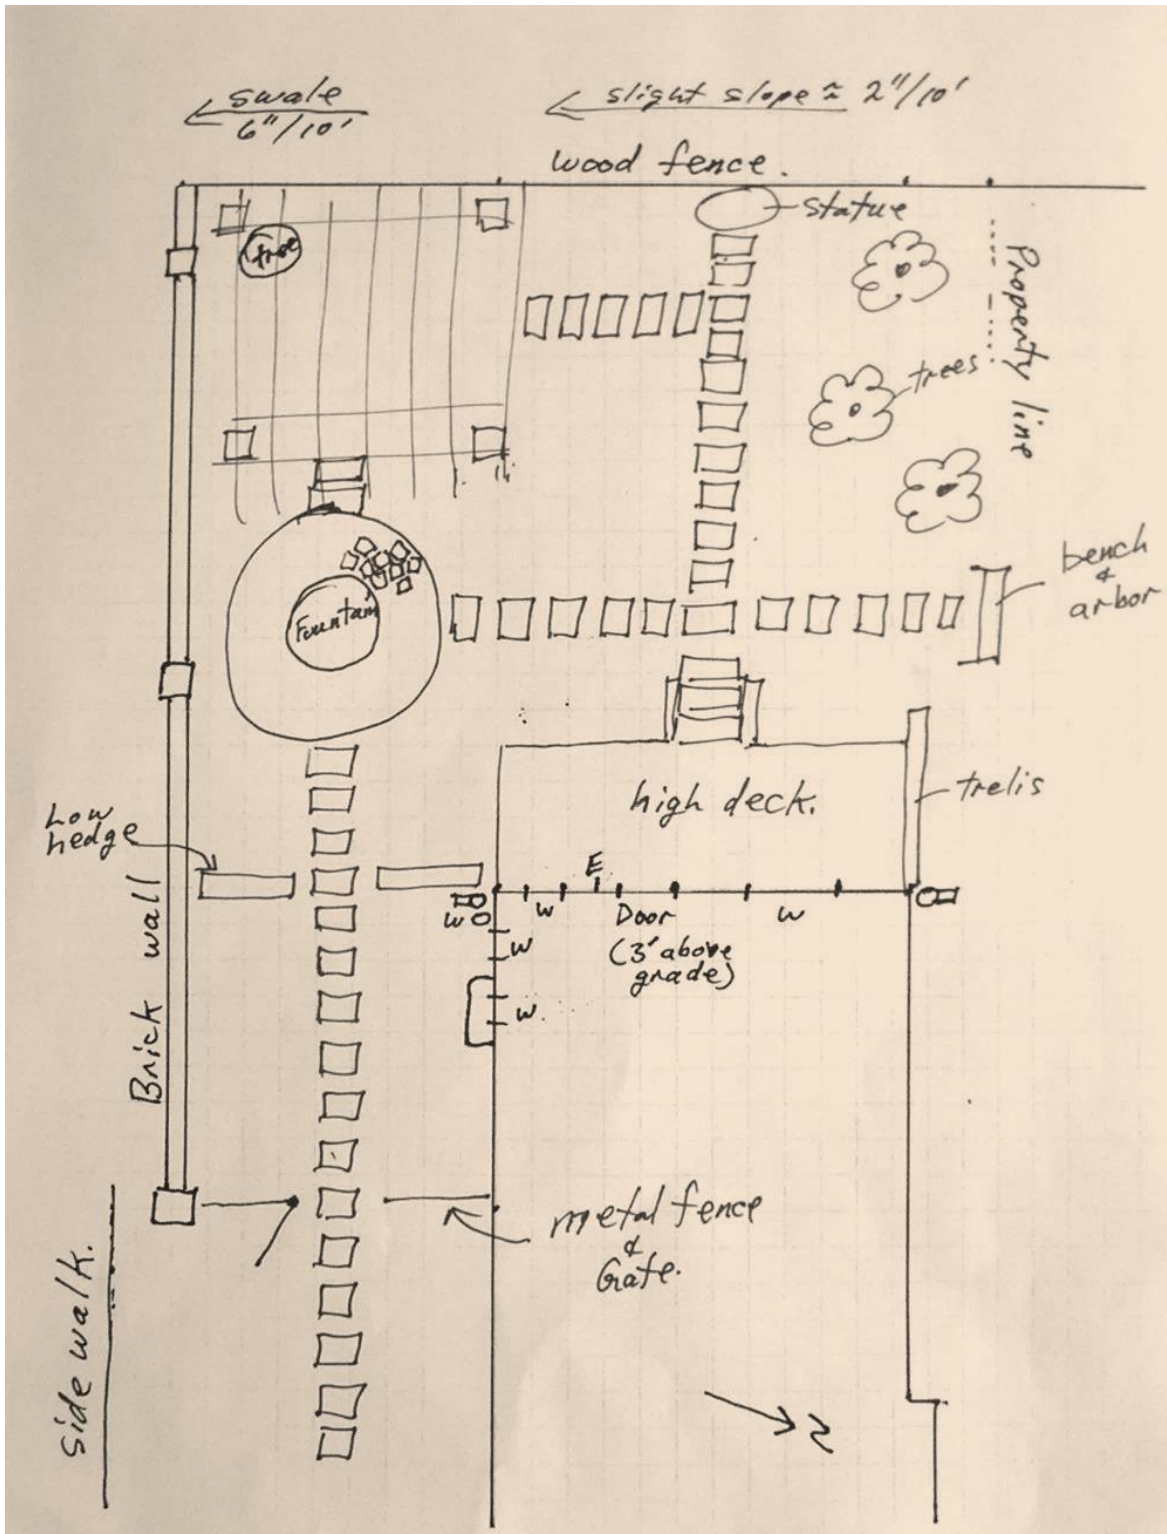 swale
6"/10'
slight slope ≈ 2"/10'
wood fence.
statue
tree
Property line
trees
bench
&
arbor
Fountain
high deck.
trelis
Low
hedge
E
W
W
Door
W
(3' above
grade)
W
W
Brick wall
metal fence
&
Gate.
Side walk.
N